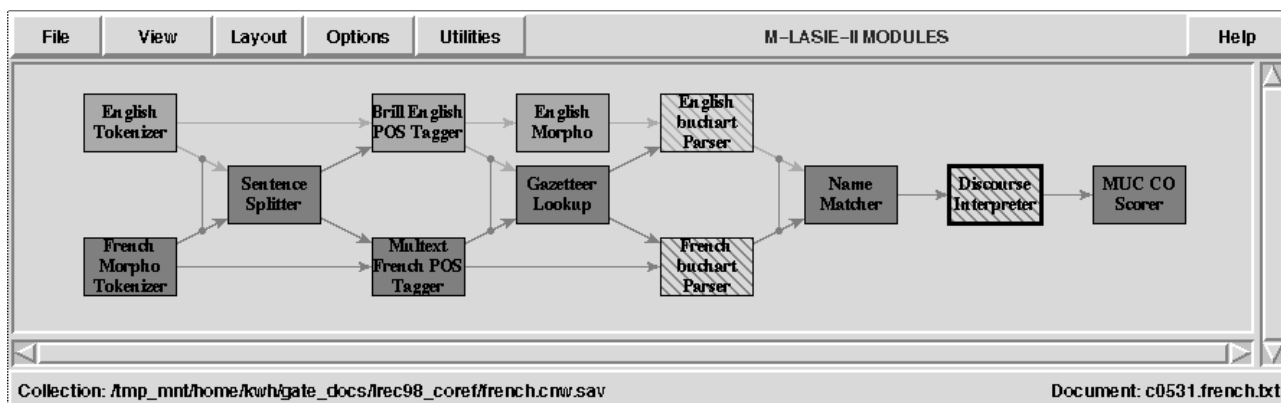 File View Layout Options Utilities M-LASIE-II MODULES Help
English
Tokenizer
Brill English
POS Tagger
English
Morpho
English
buchart
Parser
Sentence
Splitter
Gazetteer
Lookup
Name
Matcher
Discourse
Interpreter
MUC CO
Scorer
French
Morpho
Tokenizer
Multext
French POS
Tagger
French
buchart
Parser
Collection: /tmp_mnt/home/kwh/gate_docs/lrec98_coref/french.cnw.sav Document: c0531.french.txt